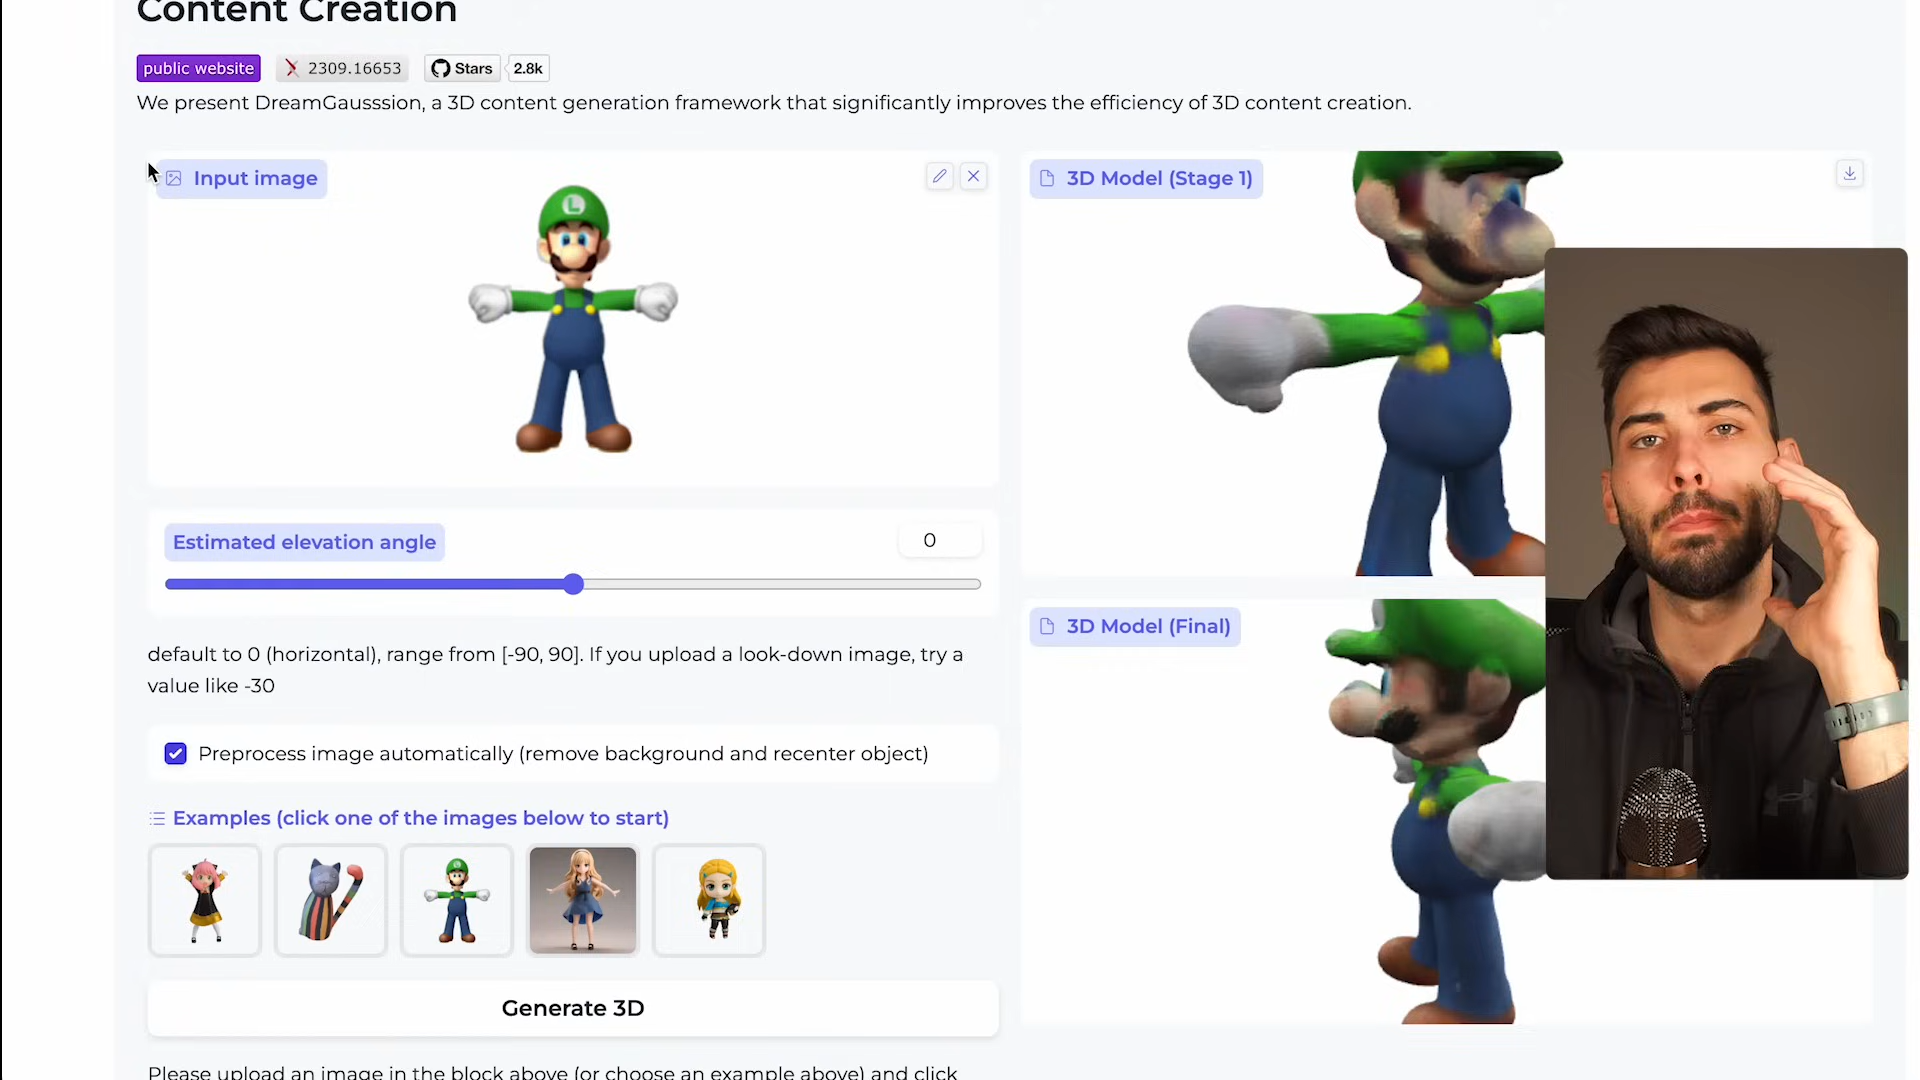 Content Creation
public website
2309.16653
Stars
2.8k
We present DreamGausssion, a 3D content generation framework that significantly improves the efficiency of 3D content creation.
Input image
L
Estimated elevation angle
0
default to 0 (horizontal), range from [-90, 90]. If you upload a look-down image, try a
value like -30
Preprocess image automatically (remove background and recenter object)
Examples (click one of the images below to start)
Generate 3D
Please upload an image in the block above (or choose an example above) and click
3D Model (Stage 1)
3D Model (Final)